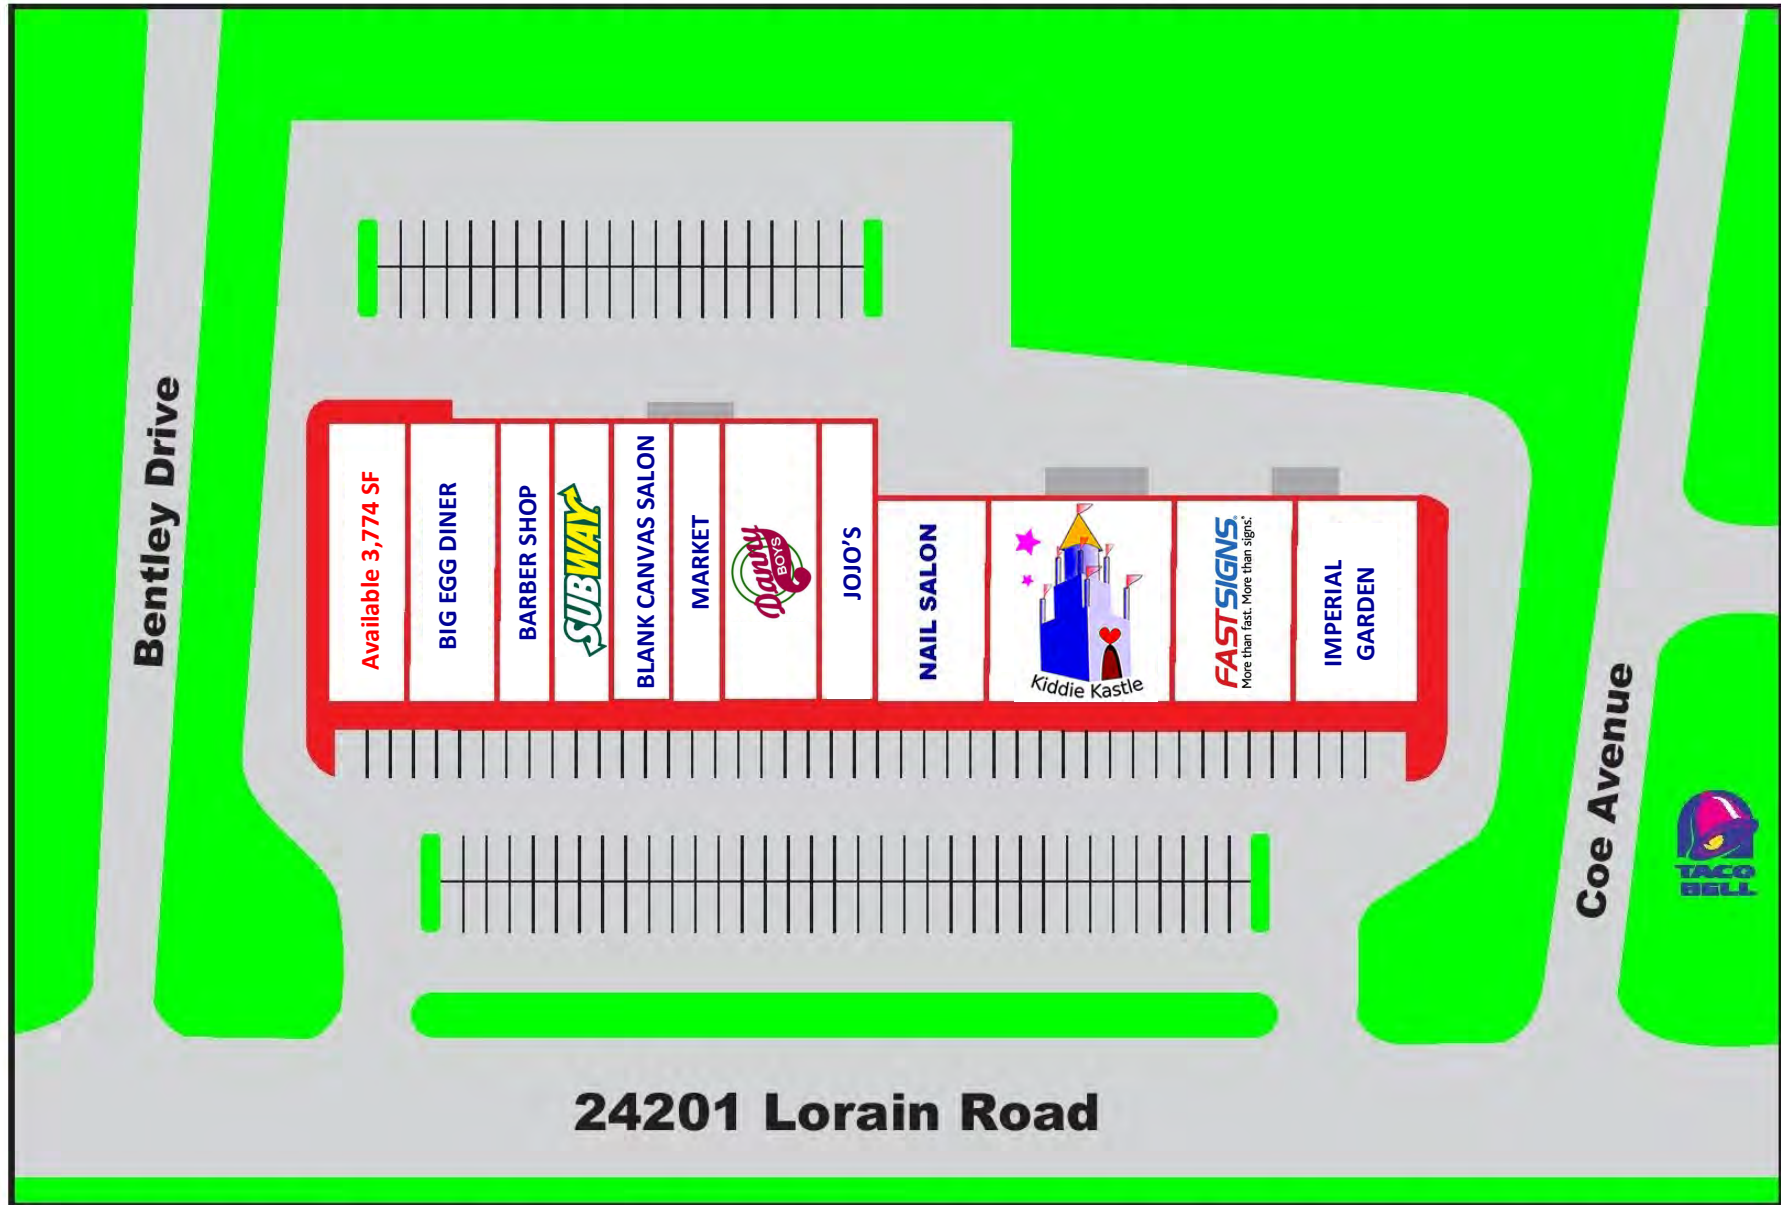 Bentley Drive
Available 3,774 SF
BIG EGG DINER
BARBER SHOP
SUBWAY
BLANK CANVAS SALON
MARKET
Danny
BOYS
JOJO'S
NAIL SALON
Kiddie Kastle
FASTSIGNS®
More than fast. More than signs.®
IMPERIAL
GARDEN
Coe Avenue
TACO
BELL
24201 Lorain Road